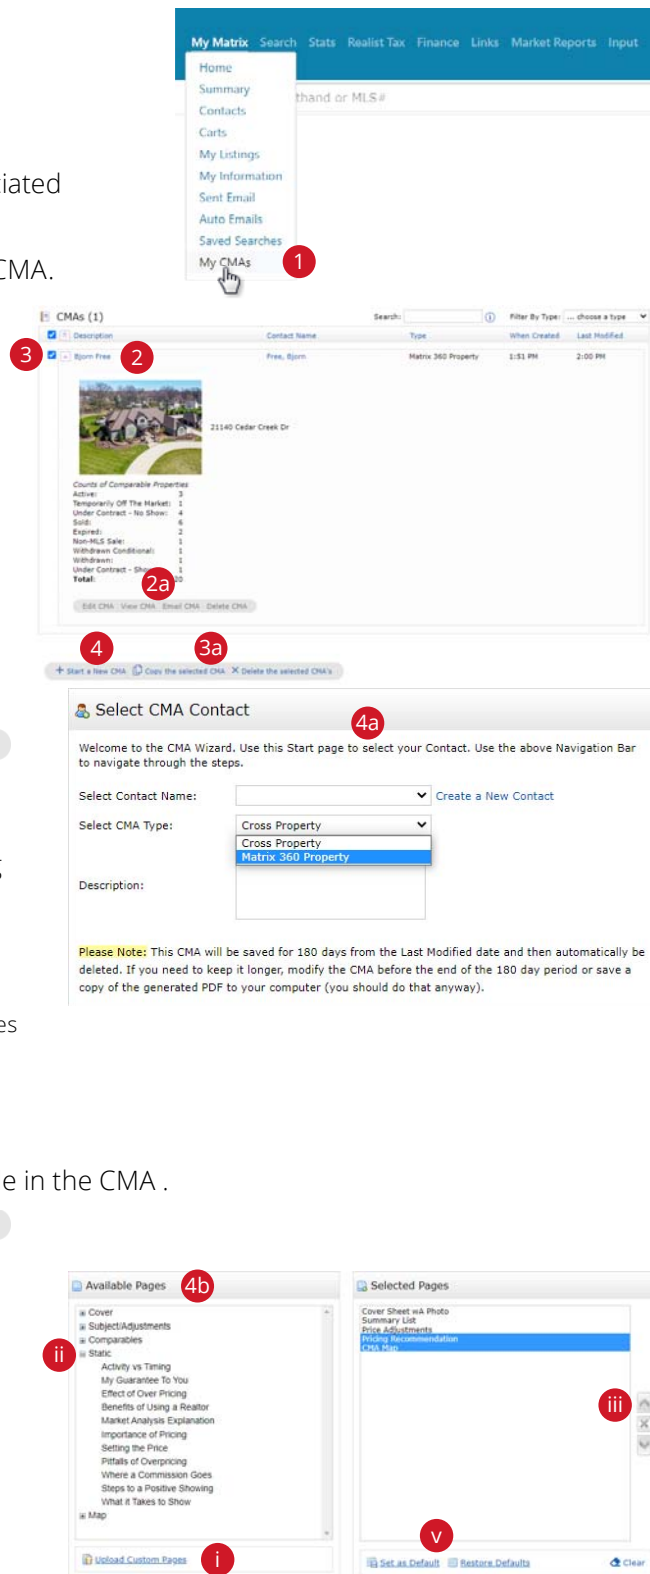 My Matrix Search Stats Realist Tax Finance Links Market Reports Input
Home
Summary
thand or MLS#
Contacts
Carts
My Listings
My Information
iated
Sent Email
Auto Emails
Saved Searches
My CMAs
1
CMA.
CMAs (1) Search: Filter By Type: ... choose a type
Description Contact Name Type When Created Last Modified
3 Bjorn Free 2 Free, Bjorn Matrix 360 Property 1:51 PM 2:00 PM
21140 Cedar Creek Dr
Counts of Comparable Properties
Active: 3
Temporarily Off The Market: 1
Under Contract - No Show: 4
Sold: 6
Expired: 2
Non-MLS Sale: 1
Withdrawn Conditional: 1
Withdrawn: 1
Under Contract - Sho 1
Total: 20
2a
Edit CMA View CMA Email CMA Delete CMA
4 3a
+ Start a New CMA Copy the selected CMA X Delete the selected CMA's
Select CMA Contact
4a
Welcome to the CMA Wizard. Use this Start page to select your Contact. Use the above Navigation Bar
to navigate through the steps.
Select Contact Name: Create a New Contact
Select CMA Type: Cross Property
Cross Property
Matrix 360 Property
Description:
Please Note: This CMA will be saved for 180 days from the Last Modified date and then automatically be
deleted. If you need to keep it longer, modify the CMA before the end of the 180 day period or save a
copy of the generated PDF to your computer (you should do that anyway).
es
e in the CMA .
Available Pages 4b
Cover
Subject/Adjustments
Comparables
ii Static
Activity vs Timing
My Guarantee To You
Effect of Over Pricing
Benefits of Using a Realtor
Market Analysis Explanation
Importance of Pricing
Setting the Price
Pitfalls of Overpricing
Where a Commission Goes
Steps to a Positive Showing
What it Takes to Show
Map
Upload Custom Pages i
Selected Pages
Cover Sheet wA Photo
Summary List
Price Adjustments
Pricing Recommendation
CMA Map
iii
v
Set as Default Restore Defaults Clear